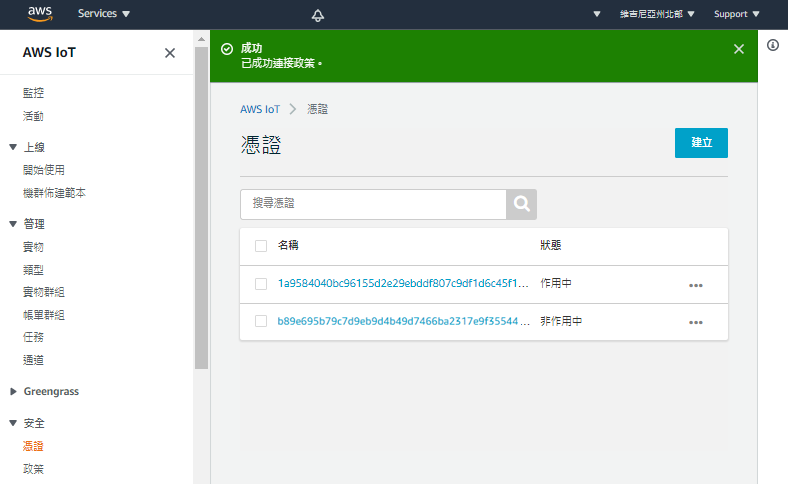 aws
Services
維吉尼亞州北部
Support
AWS IoT
監控
活動
上線
開始使用
機群佈建範本
管理
實物
類型
實物群組
帳單群組
任務
通道
Greengrass
安全
憑證
政策
成功
已成功連接政策。
AWS IoT
憑證
憑證
建立
搜尋憑證
名稱
狀態
1a9584040bc96155d2e29ebddf807c9df1d6c45f1...
作用中
b89e695b79c7d9eb9d4b49d7466ba2317e9f35544 ...
非作用中